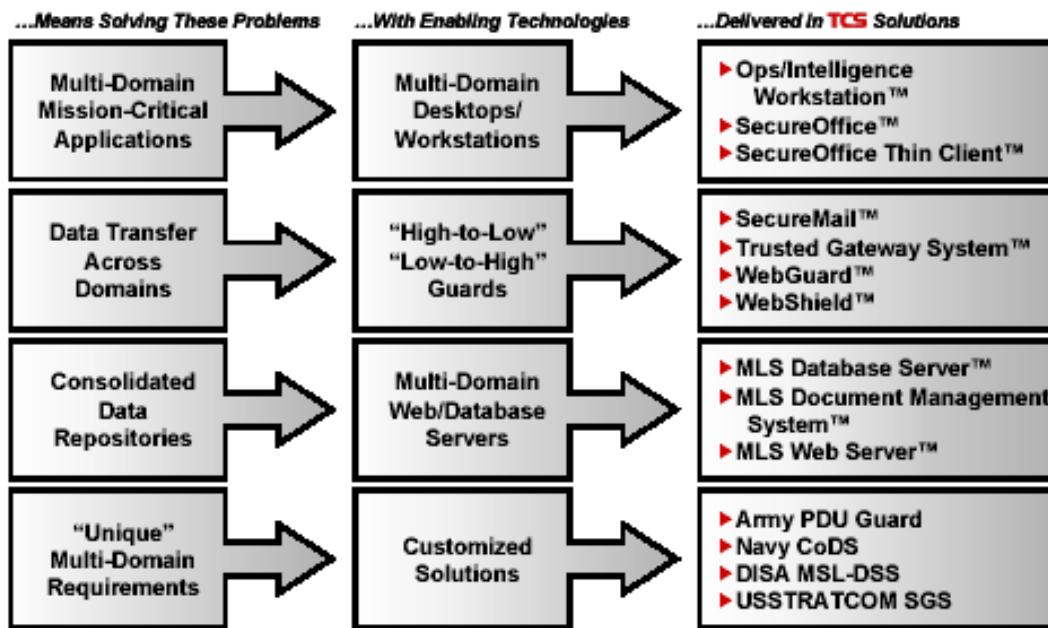 ...Means Solving These Problems
...With Enabling Technologies
...Delivered in TCS Solutions
Multi-Domain
Mission-Critical
Applications
Multi-Domain
Desktops/
Workstations
Ops/Intelligence
Workstation™
SecureOffice™
SecureOffice Thin Client™
Data Transfer
Across
Domains
“High-to-Low”
“Low-to-High”
Guards
SecureMail™
Trusted Gateway System™
WebGuard™
WebShield™
Consolidated
Data
Repositories
Multi-Domain
Web/Database
Servers
MLS Database Server™
MLS Document Management
System™
MLS Web Server™
“Unique”
Multi-Domain
Requirements
Customized
Solutions
Army PDU Guard
Navy CoDS
DISA MSL-DSS
USSTRATCOM SGS